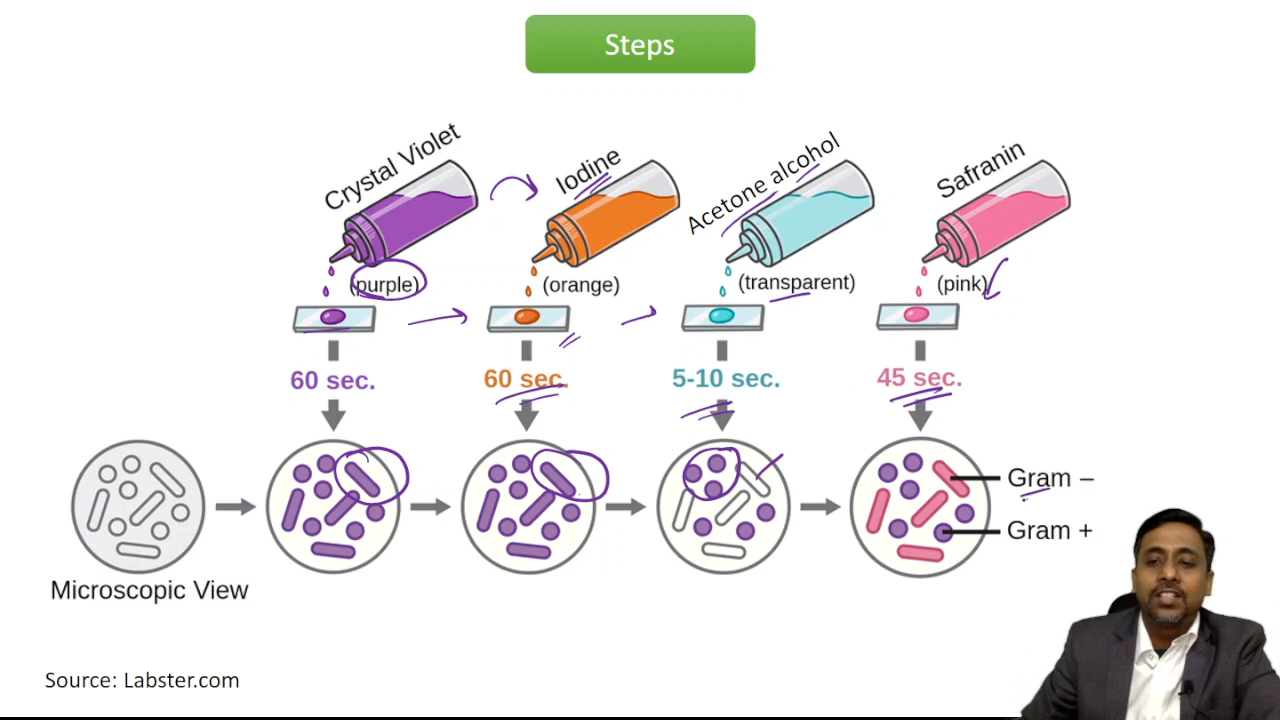 Steps
Crystal Violet
Iodine
Acetone alcohol
Safranin
(purple)
(orange)
(transparent)
(pink)
60 sec.
60 sec.
5-10 sec.
45 sec.
Gram –
Gram +
Microscopic View
Source: Labster.com